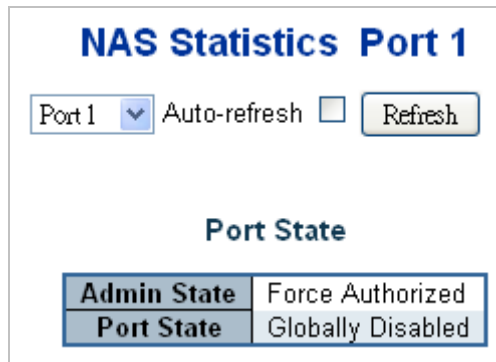 NAS Statistics Port 1
Port 1 Auto-refresh Refresh
Port State
Admin State Force Authorized
Port State Globally Disabled